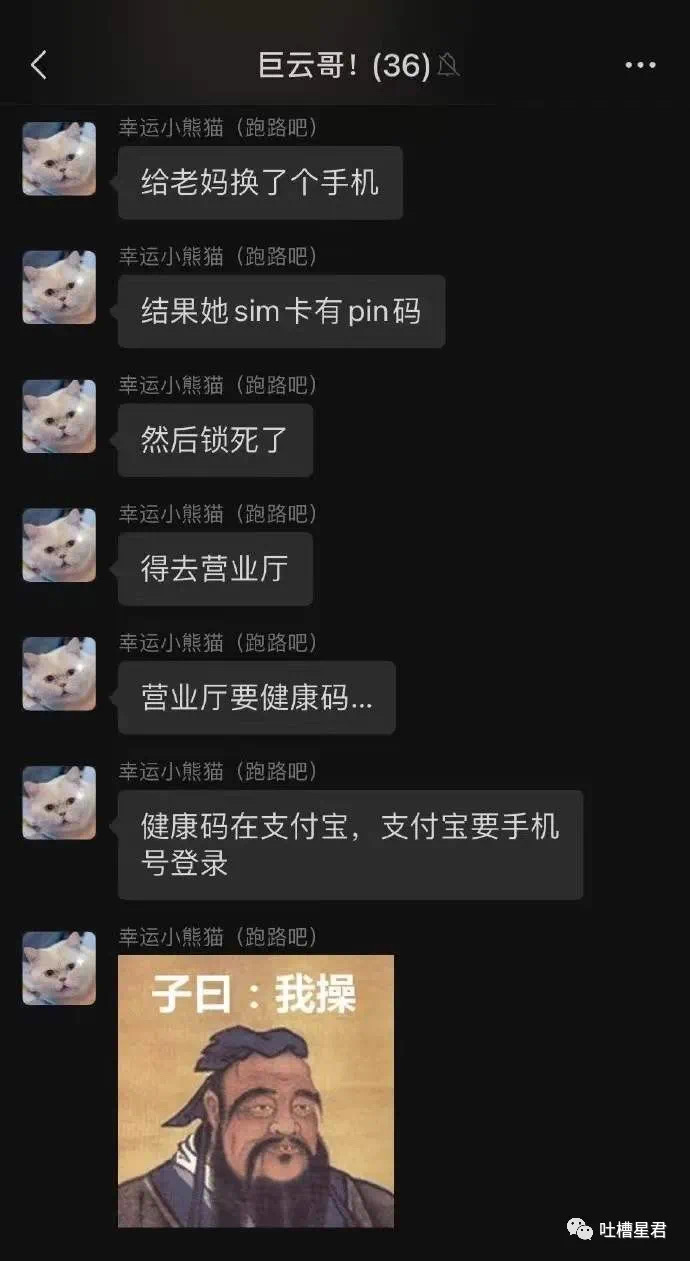 巨云哥！(36)
幸运小熊猫（跑路吧）
给老妈换了个手机
幸运小熊猫（跑路吧）
结果她sim卡有pin码
幸运小熊猫（跑路吧）
然后锁死了
幸运小熊猫（跑路吧）
得去营业厅
幸运小熊猫（跑路吧）
营业厅要健康码...
幸运小熊猫（跑路吧）
健康码在支付宝，支付宝要手机
号登录
幸运小熊猫（跑路吧）
子曰：我操
吐槽星君